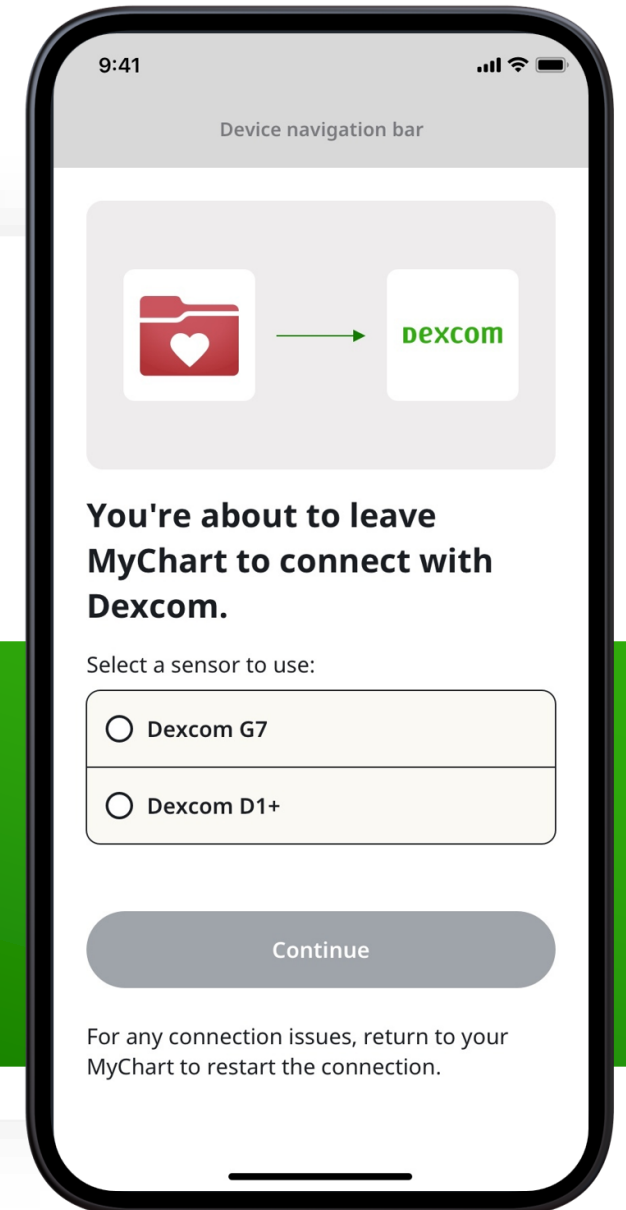 9:41
Device navigation bar
Dexcom
You're about to leave
MyChart to connect with
Dexcom.
Select a sensor to use:
Dexcom G7
Dexcom D1+
Continue
For any connection issues, return to your
MyChart to restart the connection.